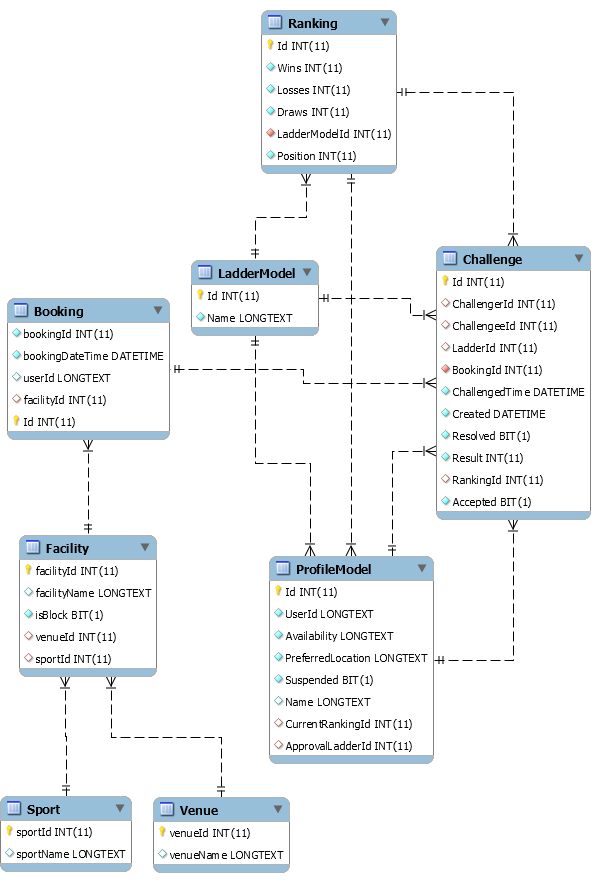 Ranking
Id INT(11)
Wins INT(11)
Losses INT(11)
Draws INT(11)
LadderModelId INT(11)
Position INT(11)
LadderModel
Id INT(11)
Name LONGTEXT
Challenge
Id INT(11)
ChallengerId INT(11)
ChallengeeId INT(11)
LadderId INT(11)
BookingId INT(11)
ChallengedTime DATETIME
Created DATETIME
Resolved BIT(1)
Result INT(11)
RankingId INT(11)
Accepted BIT(1)
Booking
bookingId INT(11)
bookingDateTime DATETIME
userId LONGTEXT
facilityId INT(11)
Id INT(11)
Facility
facilityId INT(11)
facilityName LONGTEXT
isBlock BIT(1)
venueId INT(11)
sportId INT(11)
ProfileModel
Id INT(11)
UserId LONGTEXT
Availability LONGTEXT
PreferredLocation LONGTEXT
Suspended BIT(1)
Name LONGTEXT
CurrentRankingId INT(11)
ApprovalLadderId INT(11)
Sport
sportId INT(11)
sportName LONGTEXT
Venue
venueId INT(11)
venueName LONGTEXT